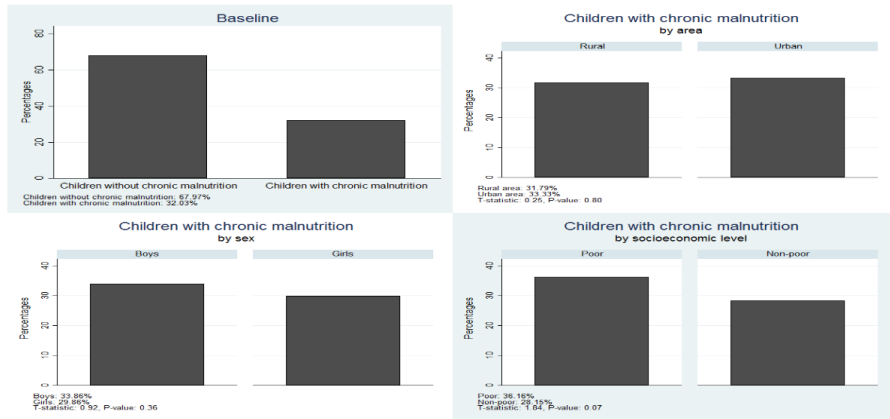 Baseline
Percentages
80
60
40
20
0
Children without chronic malnutrition
Children with chronic malnutrition
Children without chronic malnutrition: 67.97%
Children with chronic malnutrition: 32.03%
Children with chronic malnutrition
by area
Rural
Urban
Percentages
40
30
20
10
0
Rural area: 31.79%
Urban area: 33.33%
T-statistic: 0.25, P-value: 0.80
Children with chronic malnutrition
by sex
Boys
Girls
Percentages
40
30
20
10
0
Boys: 33.86%
Girls: 29.86%
T-statistic: 0.92, P-value: 0.36
Children with chronic malnutrition
by socioeconomic level
Poor
Non-poor
Percentages
40
30
20
10
0
Poor: 36.16%
Non-poor: 28.15%
T-statistic: 1.84, P-value: 0.07